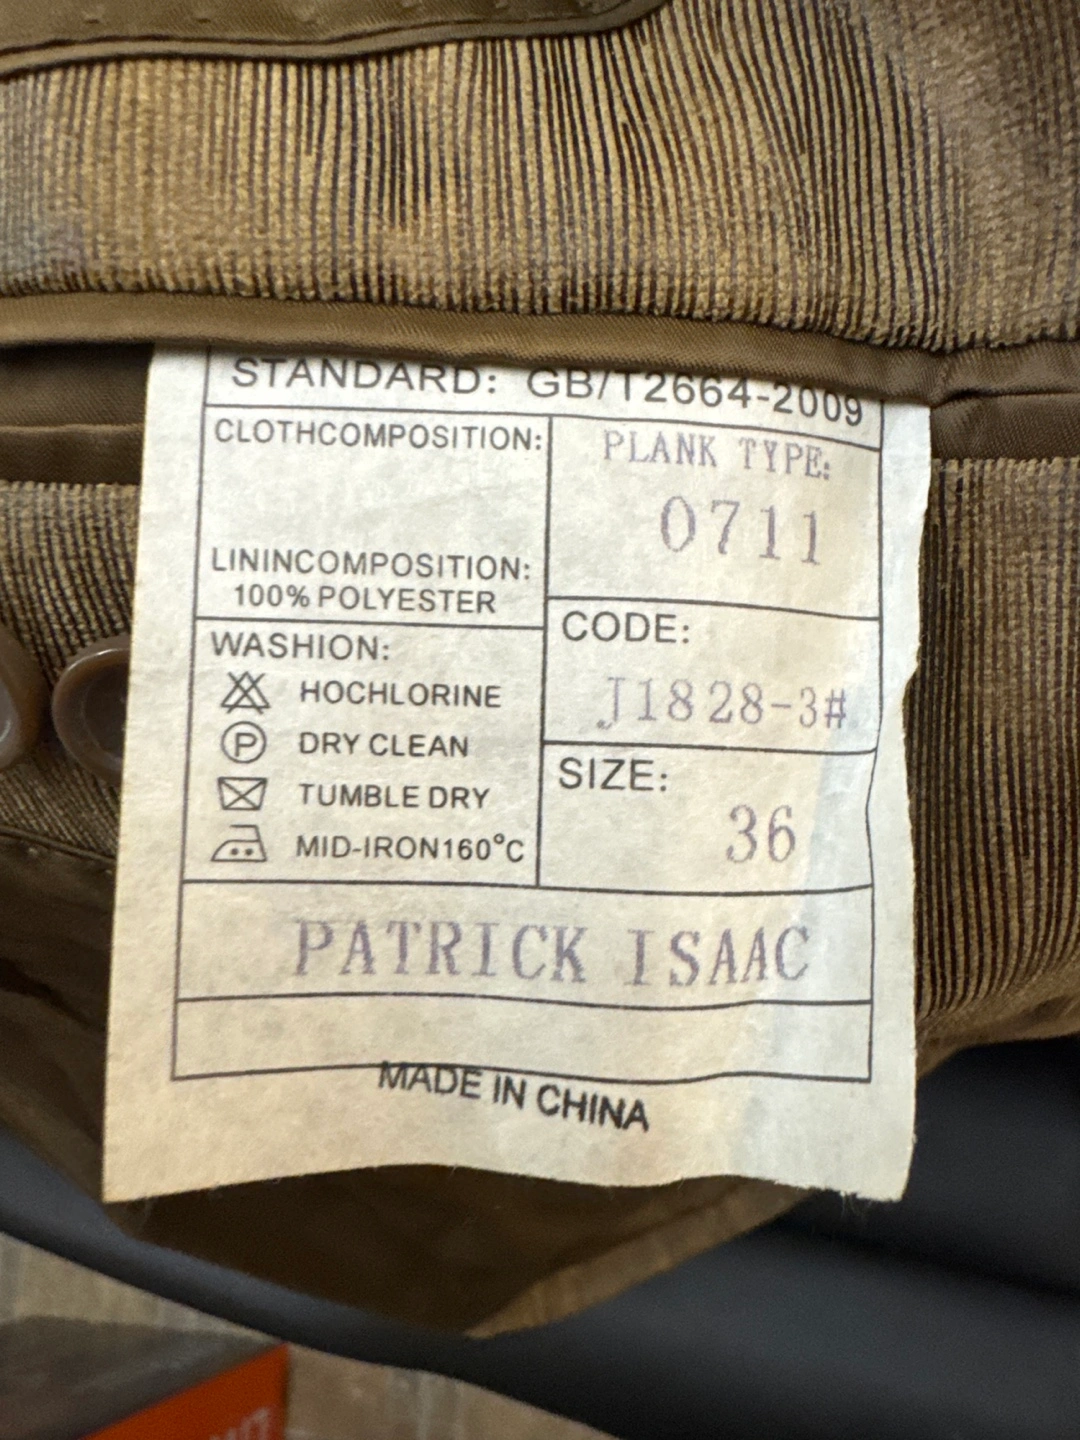 STANDARD: GB/T2664-2009
CLOTHCOMPOSITION:
LININCOMPOSITION:
100% POLYESTER
PLANK TYPE:
0711
WASHION:
HOCHLORINE
P DRY CLEAN
TUMBLE DRY
MID-IRON160°C
CODE:
J1828-3#
SIZE:
36
PATRICK ISAAC
MADE IN CHINA